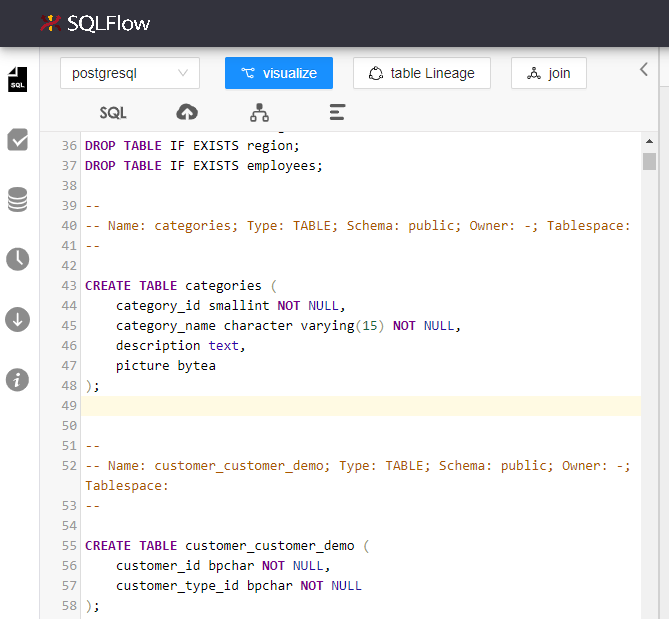 SQLFlow
postgresql
visualize
table Lineage
join
SQL
SQL
36 DROP TABLE IF EXISTS region;
37 DROP TABLE IF EXISTS employees;
38
39 --
40 -- Name: categories; Type: TABLE; Schema: public; Owner: -; Tablespace:
41 --
42
43 CREATE TABLE categories (
44 category_id smallint NOT NULL,
45 category_name character varying(15) NOT NULL,
46 description text,
47 picture bytea
48 );
49
50
51 --
52 -- Name: customer_customer_demo; Type: TABLE; Schema: public; Owner: -;
Tablespace:
53 --
54
55 CREATE TABLE customer_customer_demo (
56 customer_id bpchar NOT NULL,
57 customer_type_id bpchar NOT NULL
58 );